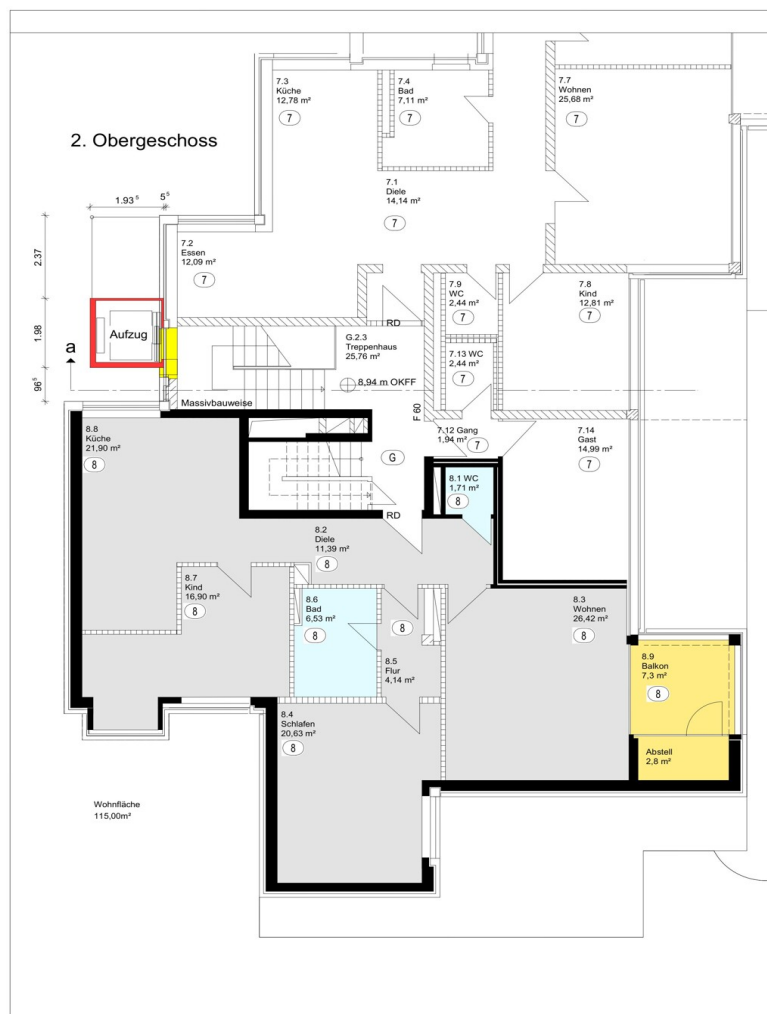 7.3
Küche
12,78 m²
7
7.4
Bad
7,11 m²
7
7.7
Wohnen
25,68 m²
7
2. Obergeschoss
7.1
Diele
14,14 m²
7
1.93⁵
5⁵
2.37
7.2
Essen
12,09 m²
7
7.9
WC
2,44 m²
7
7.8
Kind
12,81 m²
7
1.98
Aufzug
RD
G.2.3
Treppenhaus
25,76 m²
7.13 WC
2,44 m²
7
a
96⁵
8,94 m OKFF
Massivbauweise
F 60
8.8
Küche
21,90 m²
8
7.12 Gang
1,94 m²
7
7.14
Gast
14,99 m²
7
G
8.1 WC
1,71 m²
8
RD
8.2
Diele
11,39 m²
8
8.7
Kind
16,90 m²
8
8.6
Bad
6,53 m²
8
8
8.3
Wohnen
26,42 m²
8
8.5
Flur
4,14 m²
8.9
Balkon
7,3 m²
8
8.4
Schlafen
20,63 m²
8
Abstell
2,8 m²
Wohnfläche
115,00m²